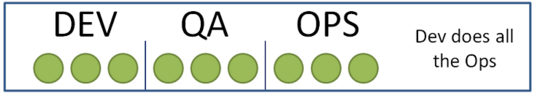 DEV QA OPS
Dev does all
the Ops